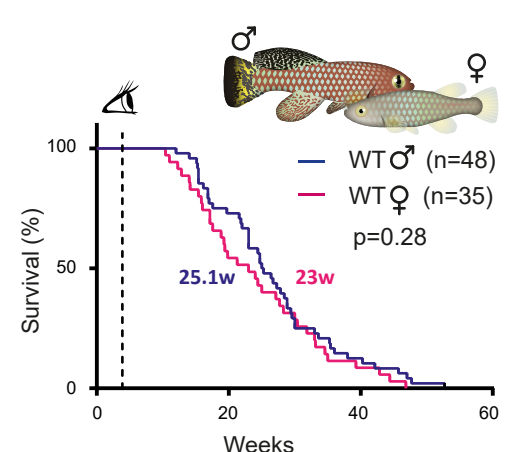 ♂
♀
WT♂ (n=48)
WT♀ (n=35)
p=0.28
100
50
0
Survival (%)
25.1w
23w
0 20 40 60
Weeks